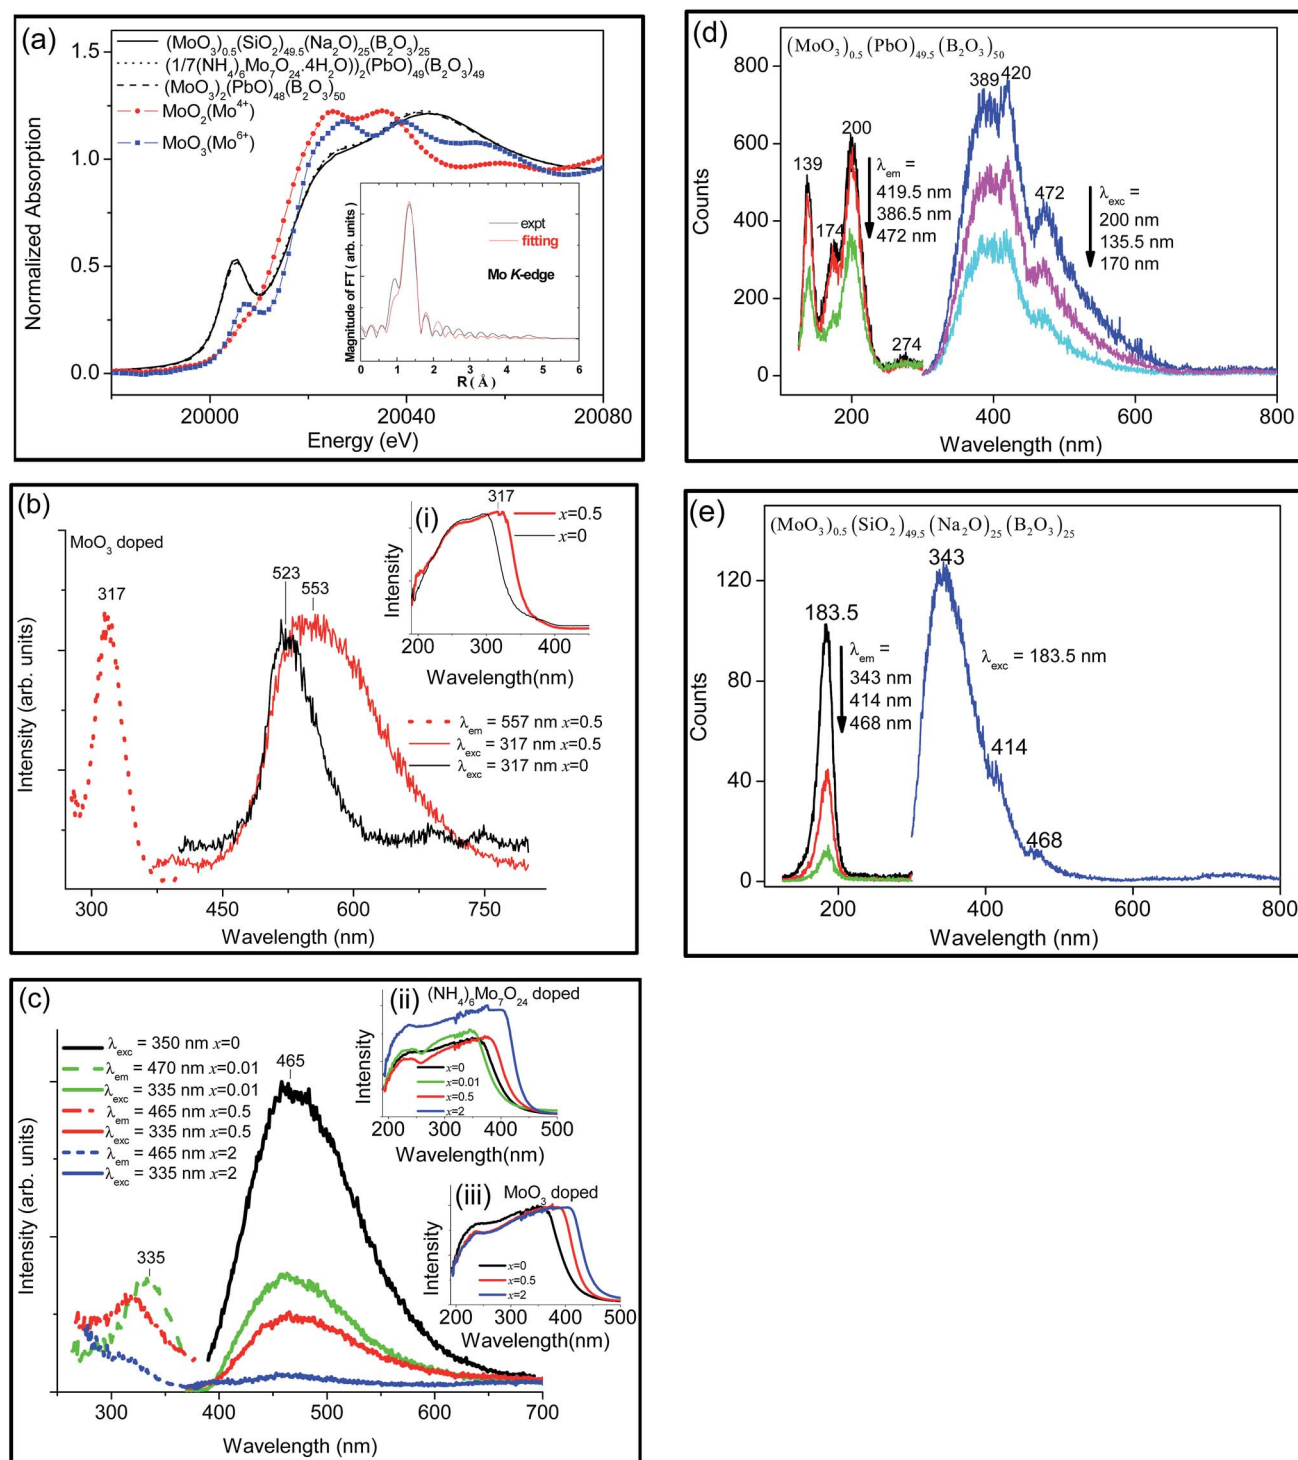 (a)
(MoO3)0.5(SiO2)49.5(Na2O)25(B2O3)25
(1/7(NH4)6Mo7O24.4H2O))2(PbO)49(B2O3)49
(MoO3)2(PbO)48(B2O3)50
MoO2(Mo4+)
MoO3(Mo6+)
1.5
1.0
0.5
0.0
Normalized Absorption
20000
20040
20080
Energy (eV)
expt
fitting
Mo K-edge
Magnitude of FT ( arb. units )
0 1 2 3 4 5 6
R ( Å )
(b)
MoO3 doped
317
523
553
(i)
317
x=0.5
x=0
Intensity
200 300 400
Wavelength(nm)
λem = 557 nm x=0.5
λexc = 317 nm x=0.5
λexc = 317 nm x=0
Intensity (arb. units)
300 450 600 750
Wavelength (nm)
(c)
λexc = 350 nm x=0
λem = 470 nm x=0.01
λexc = 335 nm x=0.01
λem = 465 nm x=0.5
λexc = 335 nm x=0.5
λem = 465 nm x=2
λexc = 335 nm x=2
465
335
(ii) (NH4)6Mo7O24 doped
Intensity
x=0
x=0.01
x=0.5
x=2
200 300 400 500
Wavelength(nm)
(iii) MoO3 doped
Intensity
x=0
x=0.5
x=2
200 250 300 350 400 450 500
Wavelength(nm)
Intensity (arb. units)
300 400 500 600 700
Wavelength (nm)
(d)
(MoO3)0.5(PbO)49.5(B2O3)50
800
600
400
200
0
Counts
139
174
200
274
λem =
419.5 nm
386.5 nm
472 nm
389 420
472
λexc =
200 nm
135.5 nm
170 nm
200 400 600 800
Wavelength (nm)
(e)
(MoO3)0.5(SiO2)49.5(Na2O)25(B2O3)25
120
80
40
0
Counts
183.5
λem =
343 nm
414 nm
468 nm
343
λexc = 183.5 nm
414
468
200 400 600 800
Wavelength (nm)